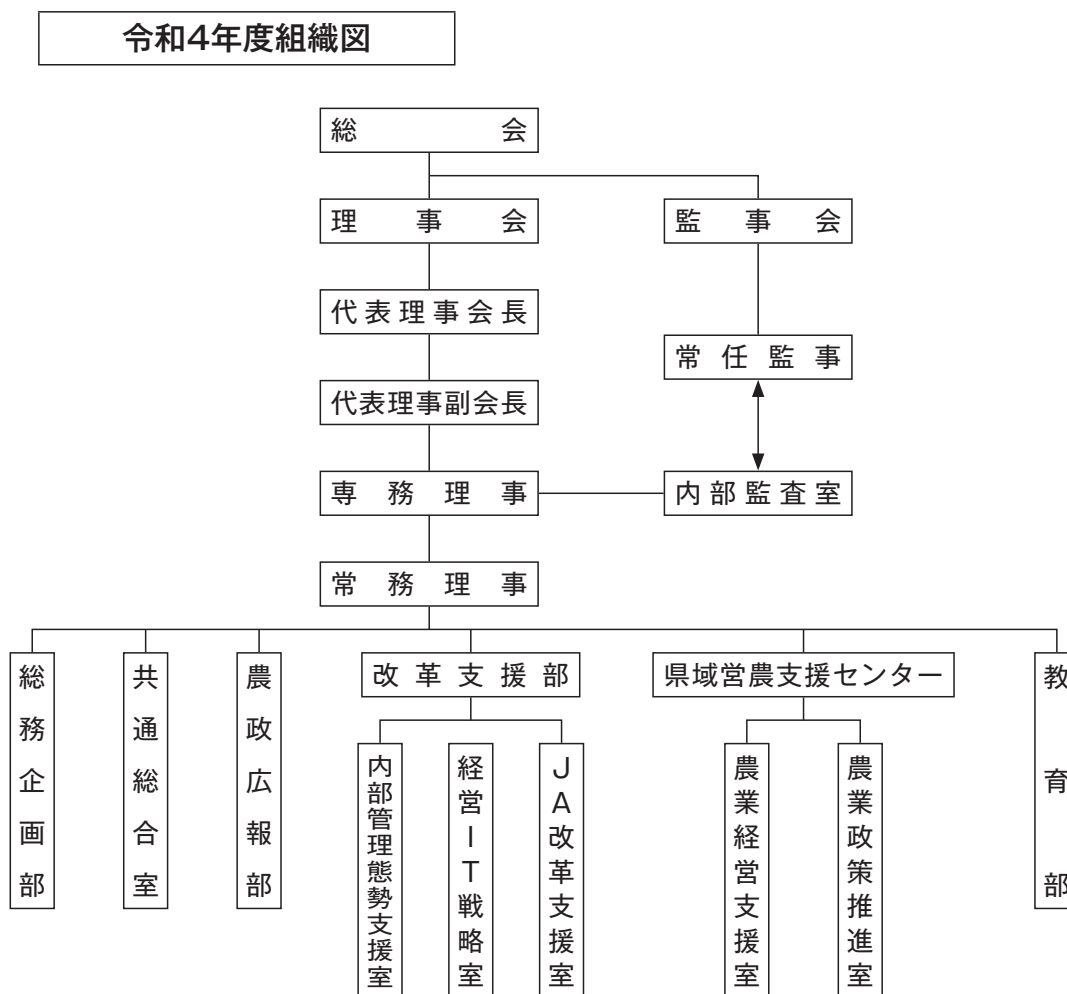 令和4年度組織図
総会
理事会
監事会
代表理事会長
常任監事
代表理事副会長
専務理事
内部監査室
常務理事
総務企画部
共通総合室
農政広報部
改革支援部
県域営農支援センター
教育部
内部管理態勢支援室
経営IT戦略室
JA改革支援室
農業経営支援室
農業政策推進室